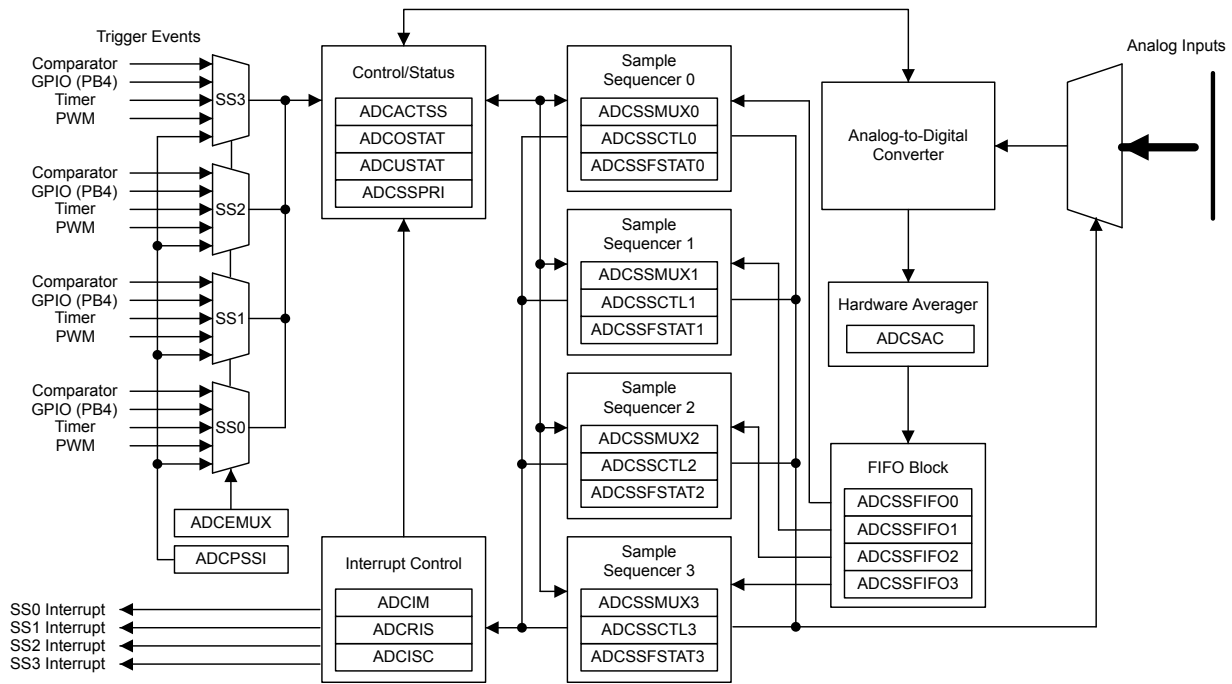 Trigger Events
Comparator
GPIO (PB4)
Timer
PWM
SS3
Comparator
GPIO (PB4)
Timer
PWM
SS2
Comparator
GPIO (PB4)
Timer
PWM
SS1
Comparator
GPIO (PB4)
Timer
PWM
SS0
ADCEMUX
ADCPSSI
SS0 Interrupt
SS1 Interrupt
SS2 Interrupt
SS3 Interrupt
Control/Status
ADCACTSS
ADCOSTAT
ADCUSTAT
ADCSSPRI
Interrupt Control
ADCIM
ADCRIS
ADCISC
Sample
Sequencer 0
ADCSSMUX0
ADCSSCTL0
ADCSSFSTAT0
Sample
Sequencer 1
ADCSSMUX1
ADCSSCTL1
ADCSSFSTAT1
Sample
Sequencer 2
ADCSSMUX2
ADCSSCTL2
ADCSSFSTAT2
Sample
Sequencer 3
ADCSSMUX3
ADCSSCTL3
ADCSSFSTAT3
Analog-to-Digital
Converter
Hardware Averager
ADCSAC
FIFO Block
ADCSSFIFO0
ADCSSFIFO1
ADCSSFIFO2
ADCSSFIFO3
Analog Inputs